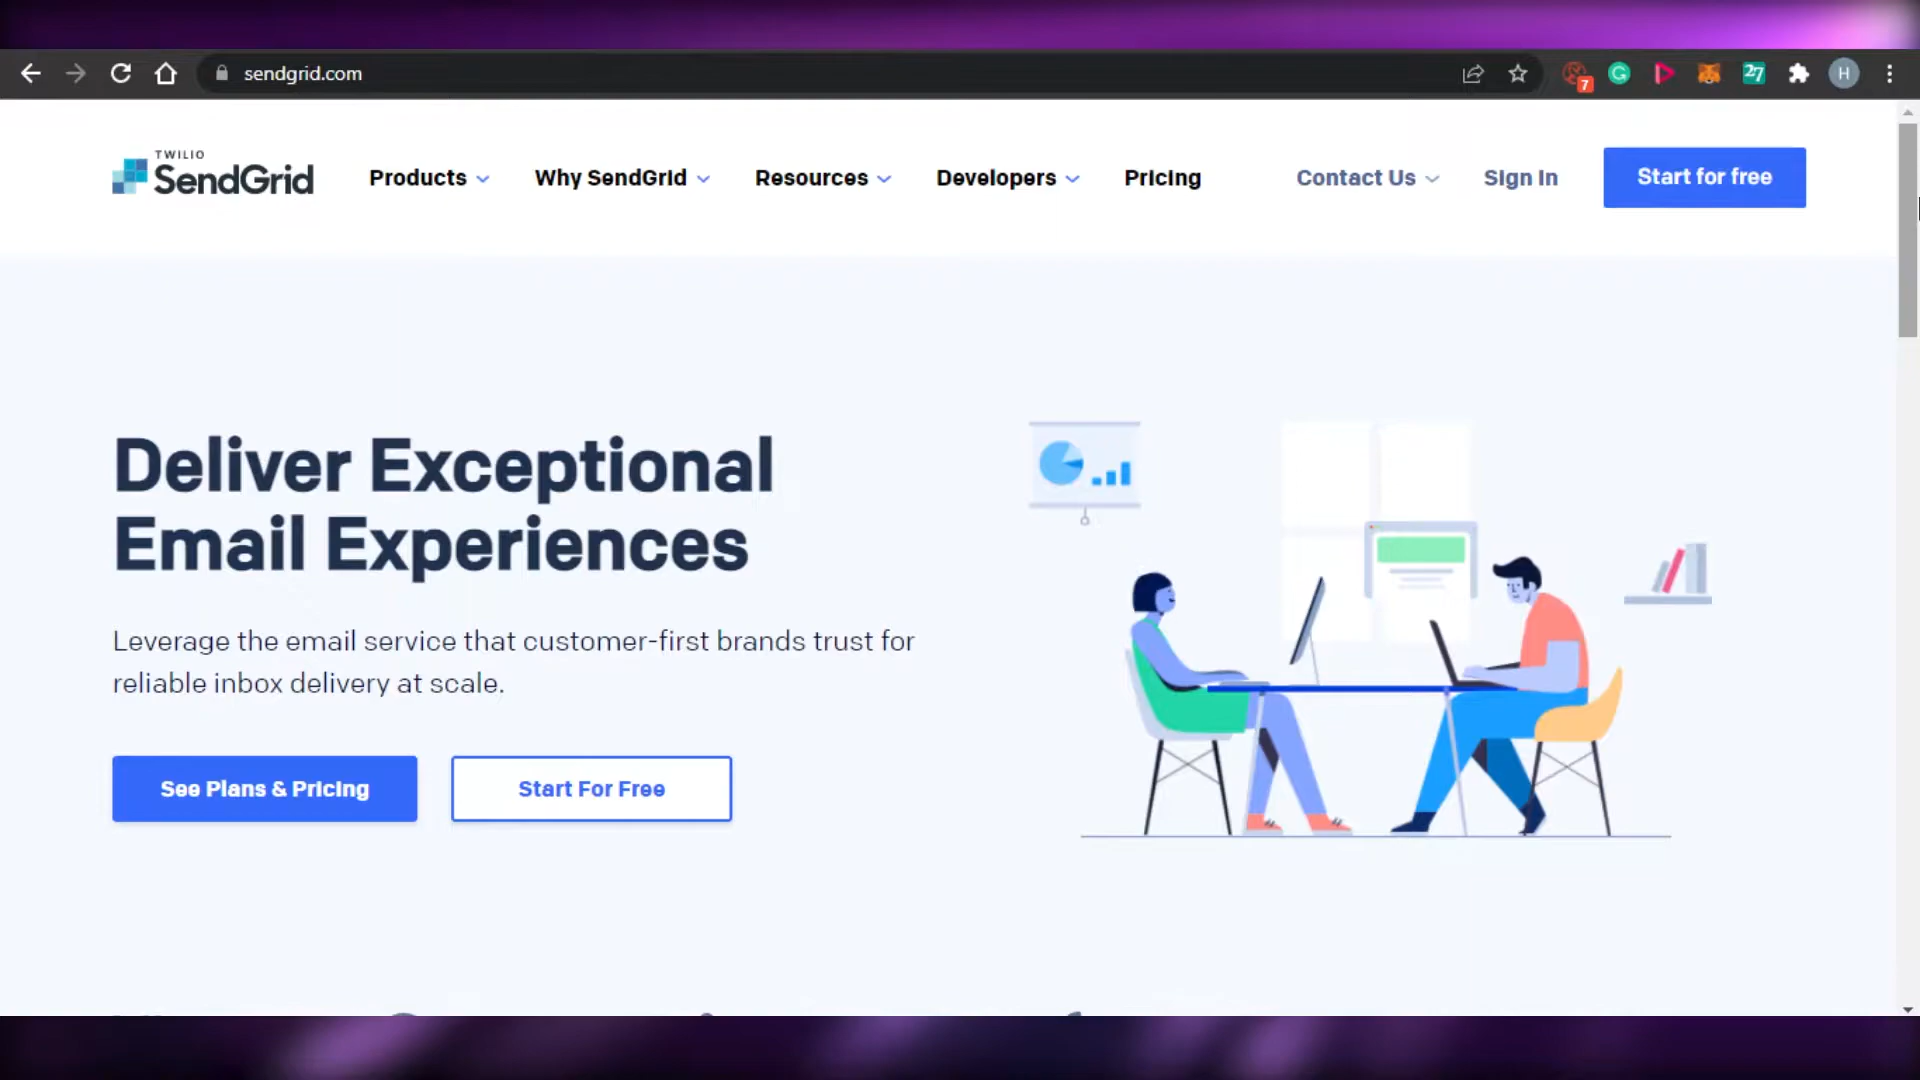 sendgrid.com
7
27
H
TWILIO
SendGrid
Products
Why SendGrid
Resources
Developers
Pricing
Contact Us
Sign In
Start for free
Deliver Exceptional
Email Experiences
Leverage the email service that customer-first brands trust for
reliable inbox delivery at scale.
See Plans & Pricing
Start For Free